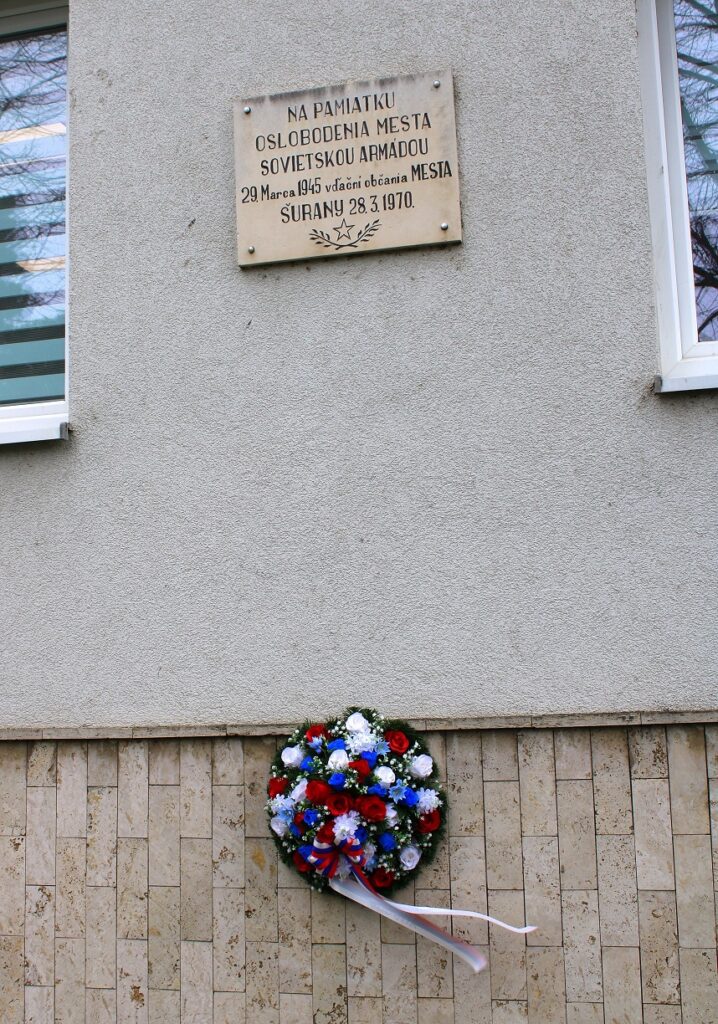 NA PAMIATKU
OSLOBODENIA MESTA
SOVIETSKOU ARMÁDOU
29. Marca 1945 vďační občania MESTA
ŠURANY 28.3.1970.